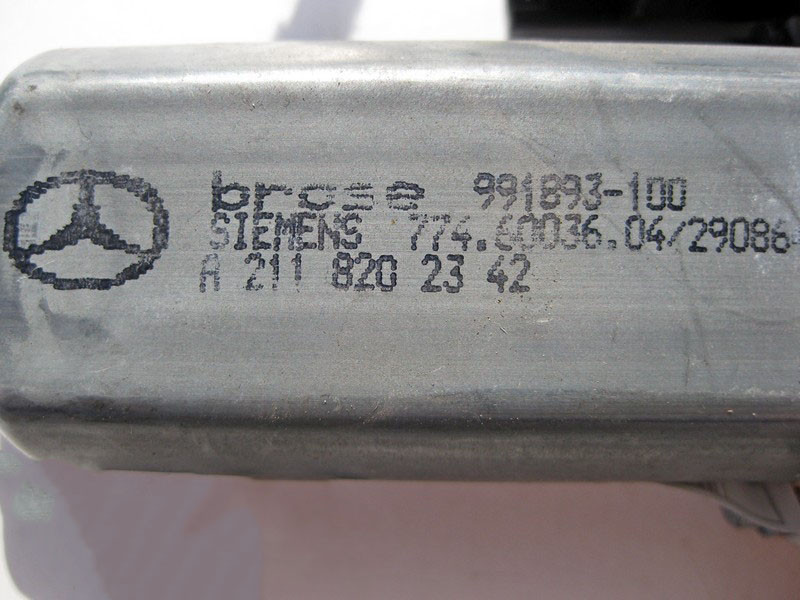 brose 991893-100
SIEMENS 774.60036.04/29086
A 211 820 23 42